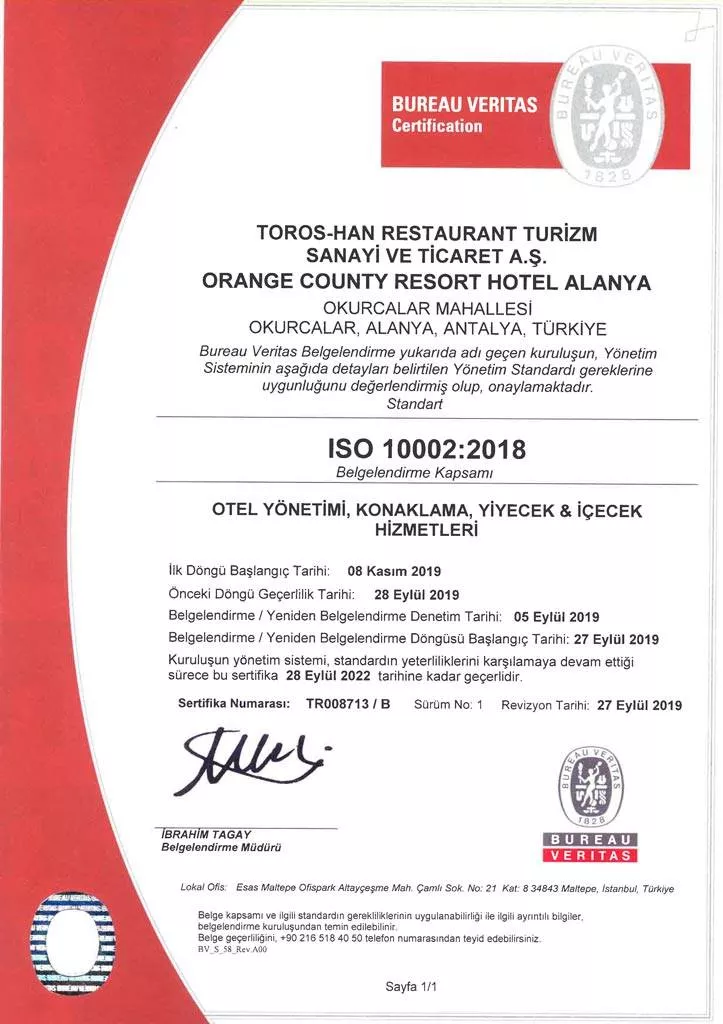 BUREAU VERITAS
Certification
BUREAU VERITAS
1828
TOROS-HAN RESTAURANT TURİZM
SANAYİ VE TİCARET A.Ş.
ORANGE COUNTY RESORT HOTEL ALANYA
OKURCALAR MAHALLESİ
OKURCALAR, ALANYA, ANTALYA, TÜRKİYE
Bureau Veritas Belgelendirme yukarıda adı geçen kuruluşun, Yönetim
Sisteminin aşağıda detayları belirtilen Yönetim Standardı gereklerine
uygunluğunu değerlendirmiş olup, onaylamaktadır.
Standart
ISO 10002:2018
Belgelendirme Kapsamı
OTEL YÖNETİMİ, KONAKLAMA, YİYECEK & İÇECEK
HİZMETLERİ
İlk Döngü Başlangıç Tarihi: 08 Kasım 2019
Önceki Döngü Geçerlilik Tarihi: 28 Eylül 2019
Belgelendirme / Yeniden Belgelendirme Denetim Tarihi: 05 Eylül 2019
Belgelendirme / Yeniden Belgelendirme Döngüsü Başlangıç Tarihi: 27 Eylül 2019
Kuruluşun yönetim sistemi, standardın yeterliliklerini karşılamaya devam ettiği
sürece bu sertifika 28 Eylül 2022 tarihine kadar geçerlidir.
Sertifika Numarası: TR008713 / B Sürüm No: 1 Revizyon Tarihi: 27 Eylül 2019
BUREAU VERITAS
1828
BUREAU
VERITAS
İBRAHİM TAGAY
Belgelendirme Müdürü
Lokal Ofis: Esas Maltepe Ofispark Altayçeşme Mah. Çamlı Sok. No: 21 Kat: 8 34843 Maltepe, İstanbul, Türkiye
Belge kapsamı ve ilgili standardın gerekliliklerinin uygulanabilirliği ile ilgili ayrıntılı bilgiler,
belgelendirme kuruluşundan temin edilebilinir.
Belge geçerliliğini, +90 216 518 40 50 telefon numarasından teyid edebilirsiniz.
BV_S_58_Rev.A00
Sayfa 1/1